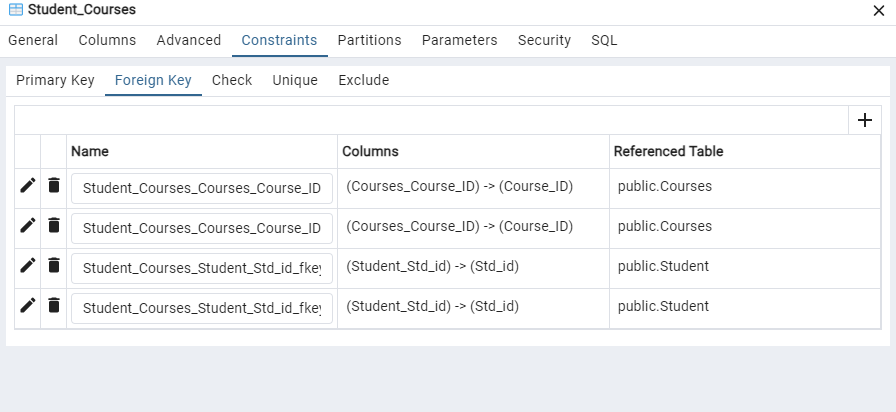 Student_Courses
General Columns Advanced Constraints Partitions Parameters Security SQL
Primary Key Foreign Key Check Unique Exclude
Name Columns Referenced Table
Student_Courses_Courses_Course_ID (Courses_Course_ID) -> (Course_ID) public.Courses
Student_Courses_Courses_Course_ID (Courses_Course_ID) -> (Course_ID) public.Courses
Student_Courses_Student_Std_id_fkey (Student_Std_id) -> (Std_id) public.Student
Student_Courses_Student_Std_id_fkey (Student_Std_id) -> (Std_id) public.Student